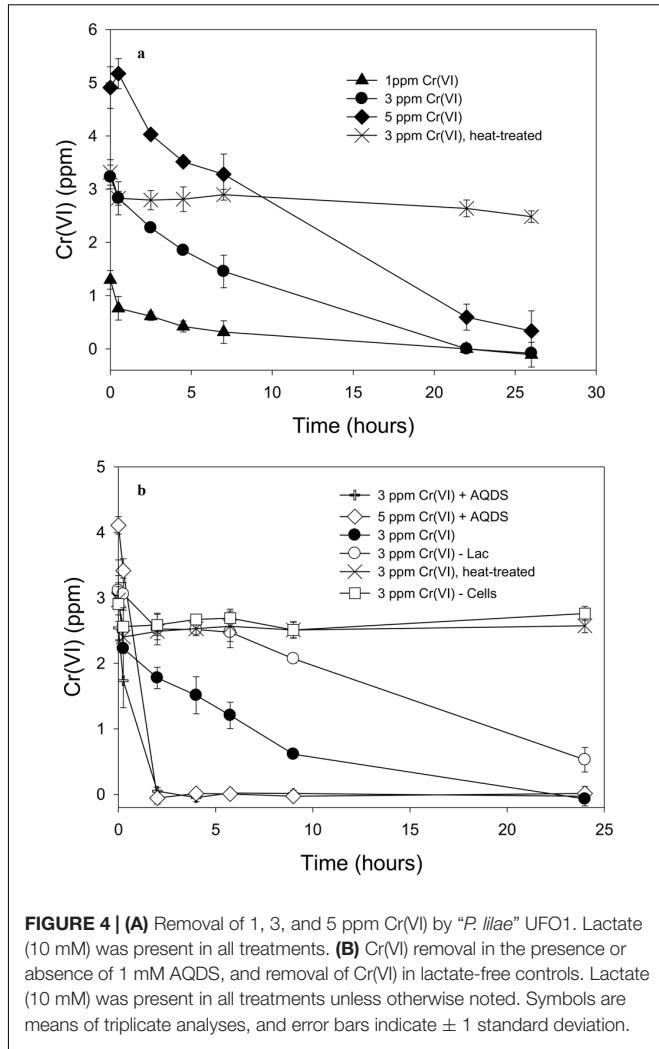 a
6
5
4
3
2
1
0
Cr(VI) (ppm)
1ppm Cr(VI)
3 ppm Cr(VI)
5 ppm Cr(VI)
3 ppm Cr(VI), heat-treated
0 5 10 15 20 25 30
Time (hours)
b
5
4
3
2
1
0
Cr(VI) (ppm)
3 ppm Cr(VI) + AQDS
5 ppm Cr(VI) + AQDS
3 ppm Cr(VI)
3 ppm Cr(VI) - Lac
3 ppm Cr(VI), heat-treated
3 ppm Cr(VI) - Cells
0 5 10 15 20 25
Time (hours)
FIGURE 4 | (A) Removal of 1, 3, and 5 ppm Cr(VI) by “P. lilae” UFO1. Lactate
(10 mM) was present in all treatments. (B) Cr(VI) removal in the presence or
absence of 1 mM AQDS, and removal of Cr(VI) in lactate-free controls. Lactate
(10 mM) was present in all treatments unless otherwise noted. Symbols are
means of triplicate analyses, and error bars indicate ± 1 standard deviation.